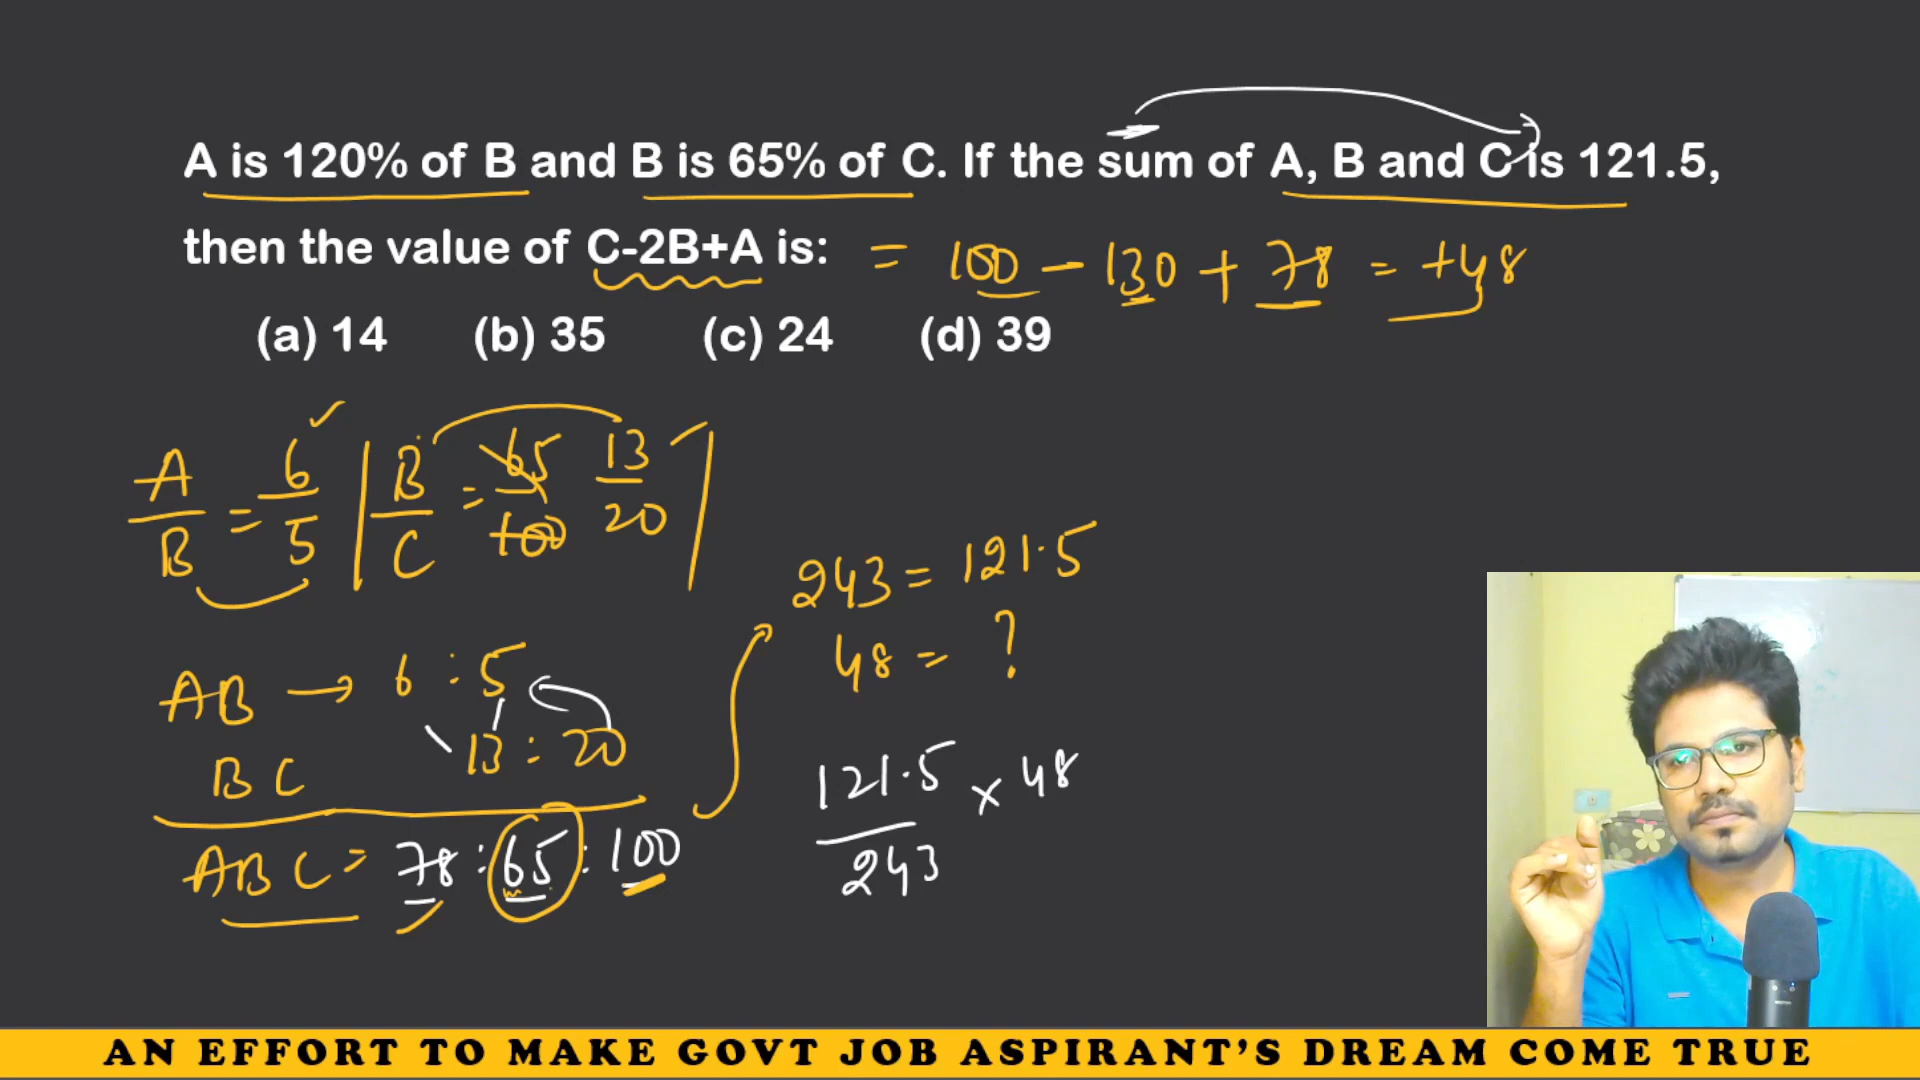 A is 120% of B and B is 65% of C. If the sum of A, B and C is 121.5,
then the value of C-2B+A is: = 100 - 130 + 78 = +48
(a) 14 (b) 35 (c) 24 (d) 39
A/B = 6/5 | B/C = 65/100 13/20
243 = 121.5
48 = ?
AB → 6 : 5
BC 13 : 20
ABC = 78 : 65 : 100
121.5/243 × 48
AN EFFORT TO MAKE GOVT JOB ASPIRANT'S DREAM COME TRUE